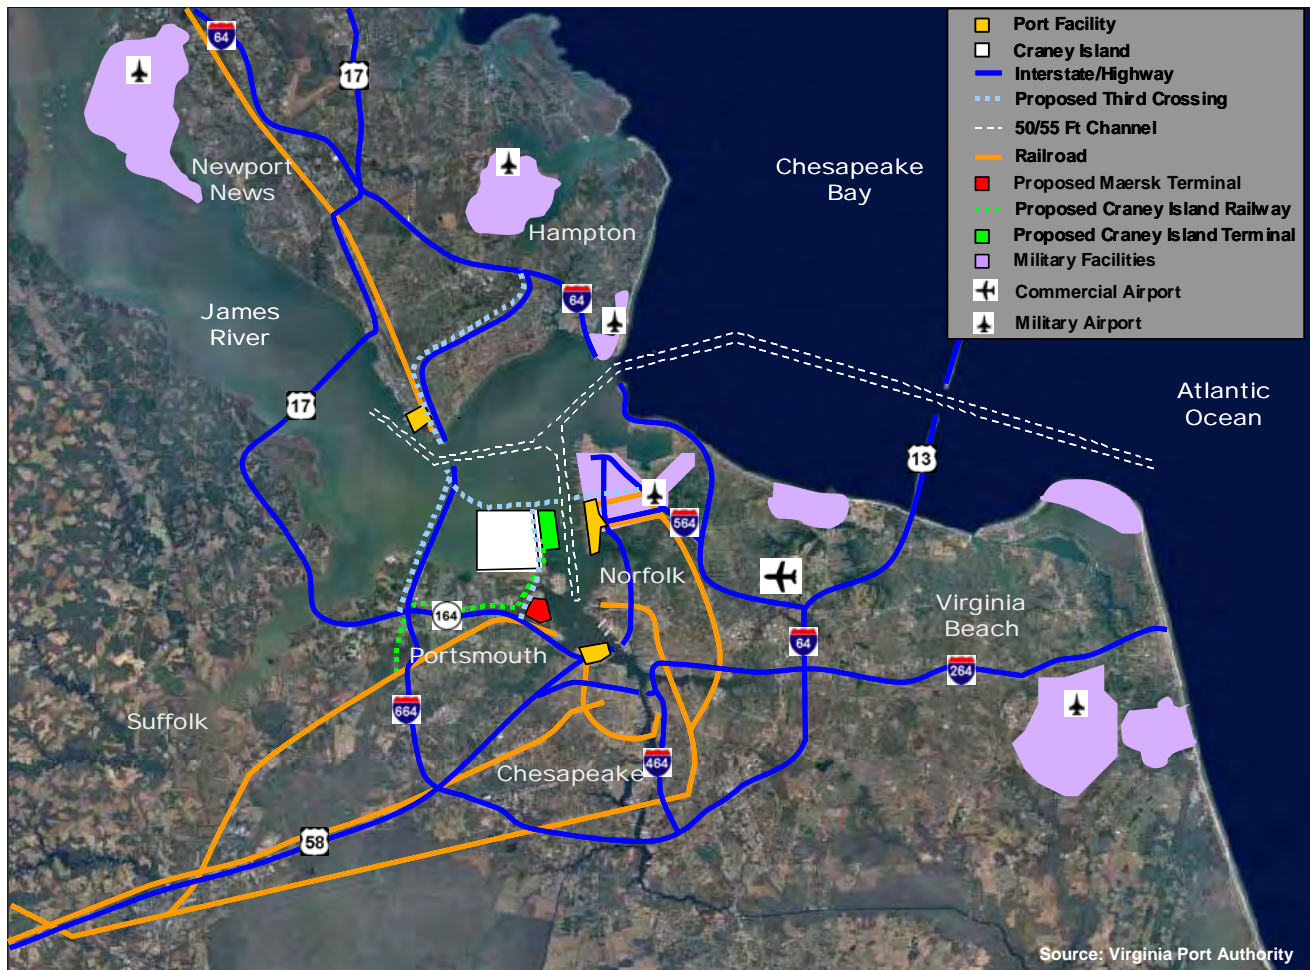 64
17
Newport
News
Hampton
Chesapeake
Bay
Port Facility
Craney Island
Interstate/Highway
Proposed Third Crossing
50/55 Ft Channel
Railroad
Proposed Maersk Terminal
Proposed Craney Island Railway
Proposed Craney Island Terminal
Military Facilities
Commercial Airport
Military Airport
James
River
64
17
Atlantic
Ocean
13
564
Norfolk
164
Portsmouth
64
Virginia
Beach
264
Suffolk
664
Chesapeake
464
58
Source: Virginia Port Authority